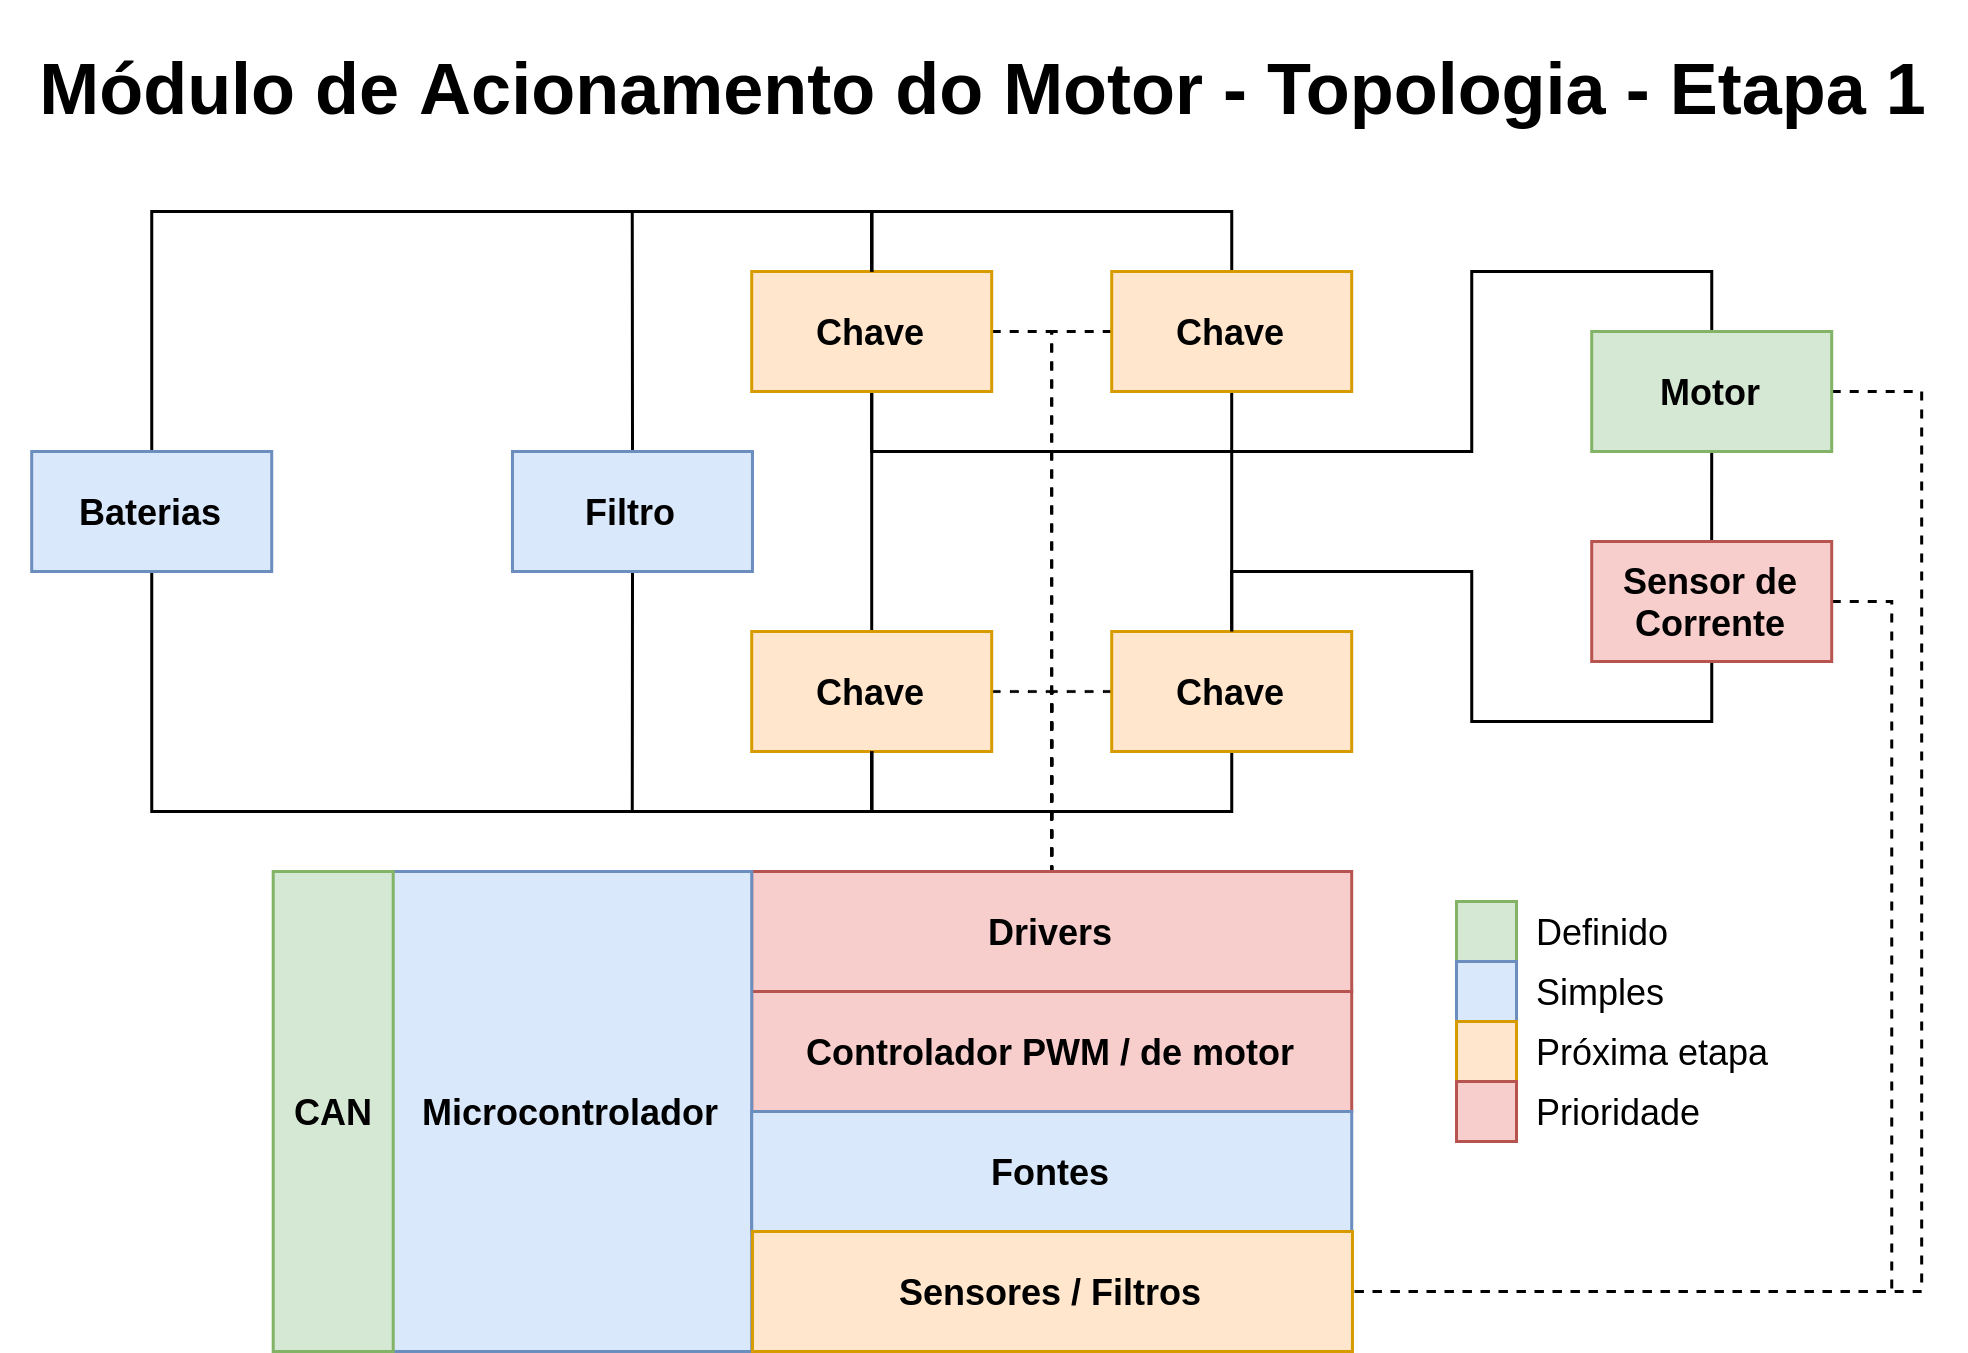 Módulo de Acionamento do Motor - Topologia - Etapa 1
Chave
Chave
Motor
Baterias
Filtro
Sensor de
Corrente
Chave
Chave
Drivers
Controlador PWM / de motor
CAN
Microcontrolador
Fontes
Sensores / Filtros
Definido
Simples
Próxima etapa
Prioridade